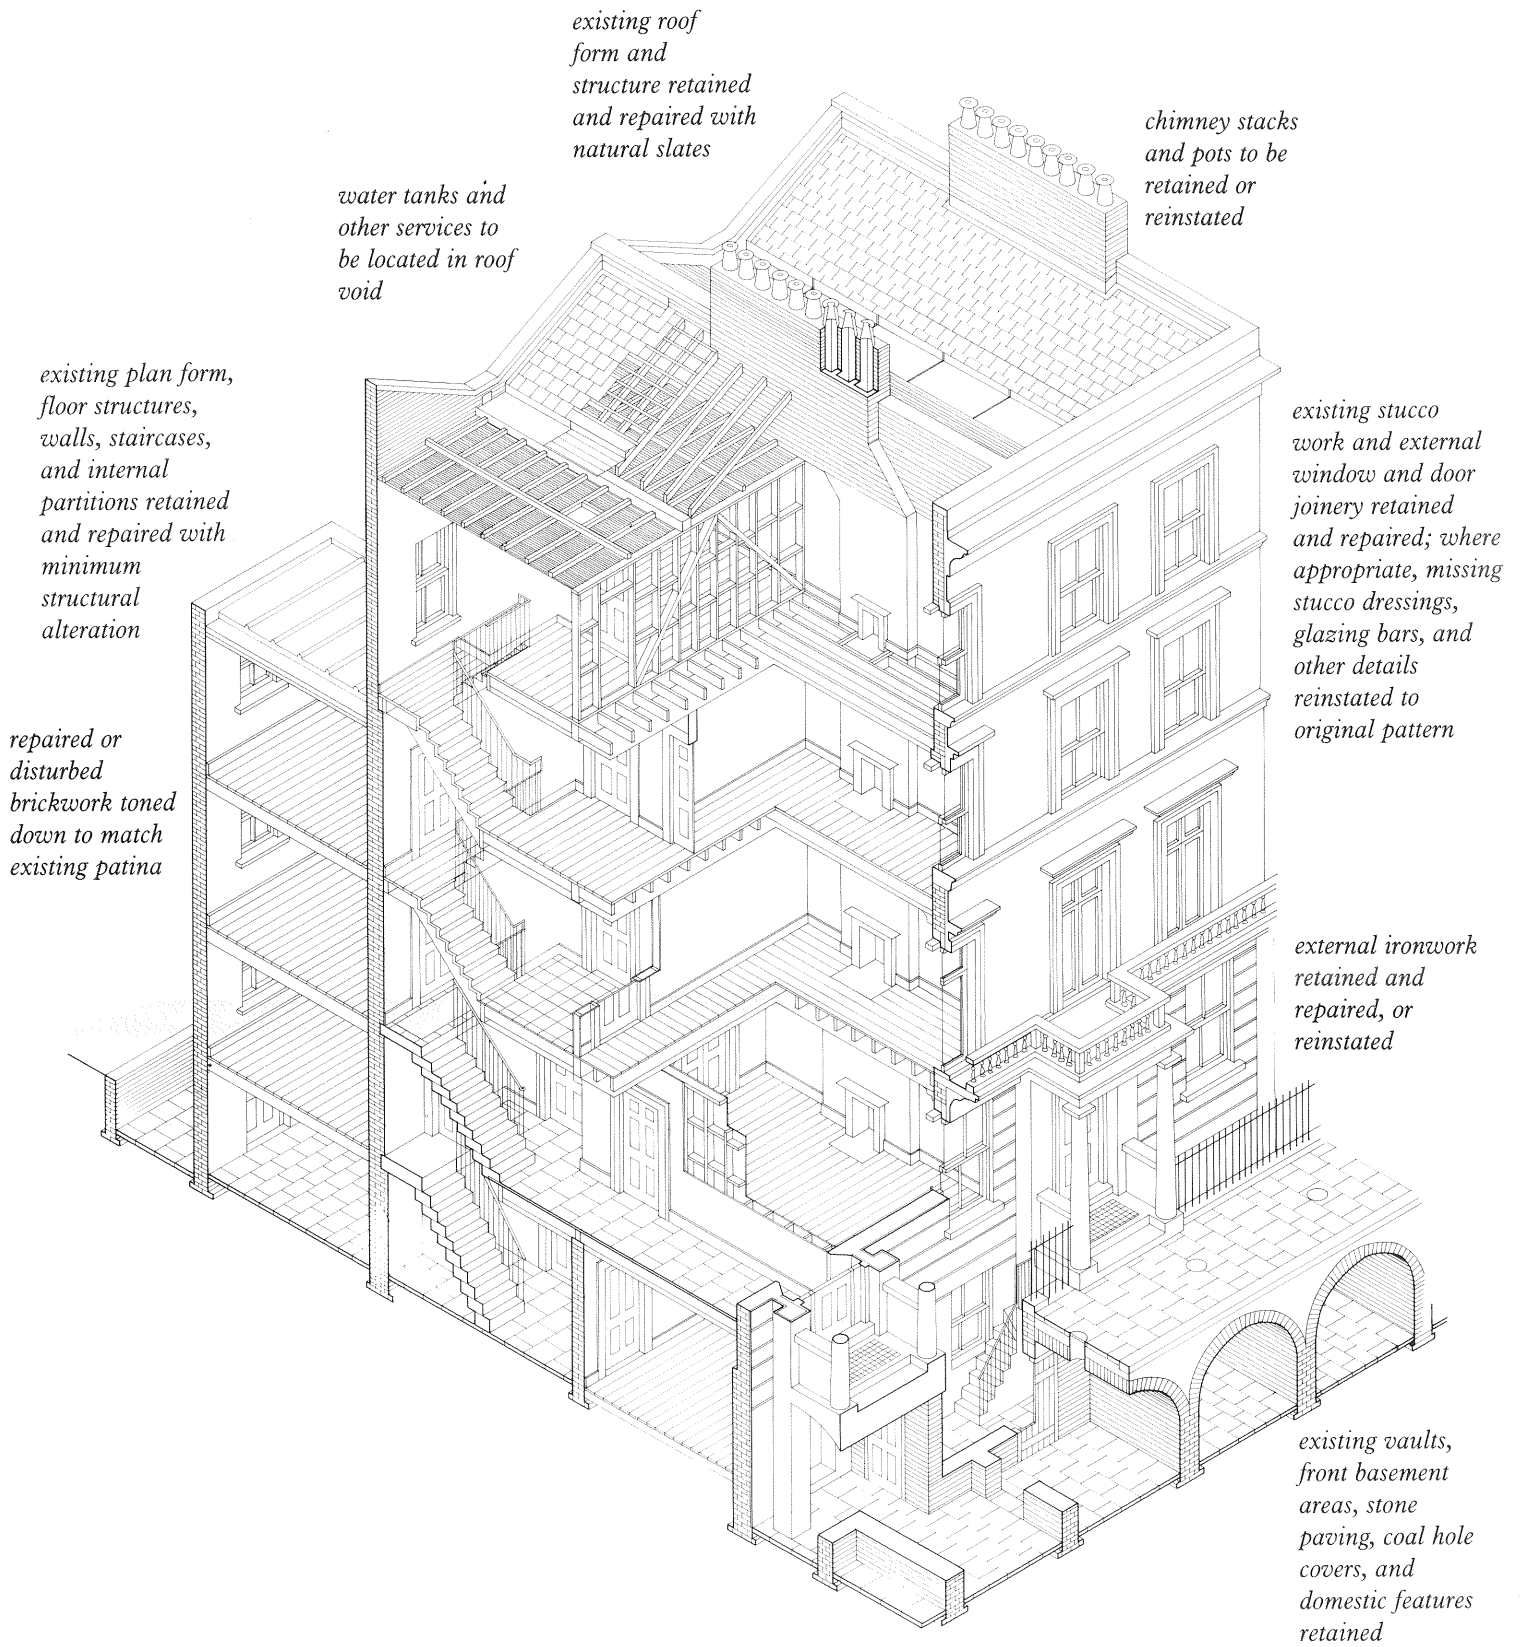 existing roof
form and
structure retained
and repaired with
natural slates
chimney stacks
and pots to be
retained or
reinstated
water tanks and
other services to
be located in roof
void
existing plan form,
floor structures,
walls, staircases,
and internal
partitions retained
and repaired with
minimum
structural
alteration
existing stucco
work and external
window and door
joinery retained
and repaired; where
appropriate, missing
stucco dressings,
glazing bars, and
other details
reinstated to
original pattern
repaired or
disturbed
brickwork toned
down to match
existing patina
external ironwork
retained and
repaired, or
reinstated
existing vaults,
front basement
areas, stone
paving, coal hole
covers, and
domestic features
retained